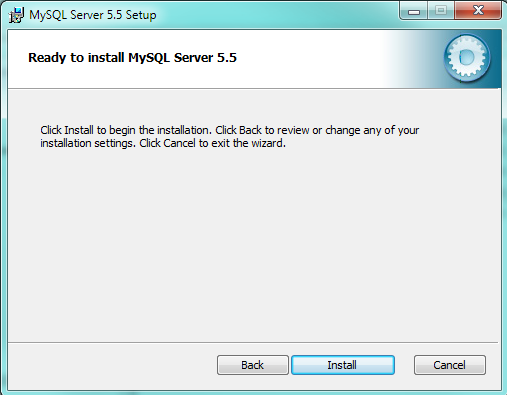 MySQL Server 5.5 Setup
Ready to install MySQL Server 5.5
Click Install to begin the installation. Click Back to review or change any of your
installation settings. Click Cancel to exit the wizard.
Back Install Cancel